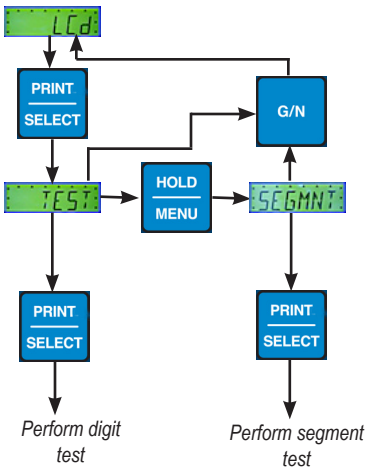 LCd
PRINT
SELECT
G/N
TEST
HOLD
MENU
SEGMNT
PRINT
SELECT
PRINT
SELECT
Perform digit
test
Perform segment
test